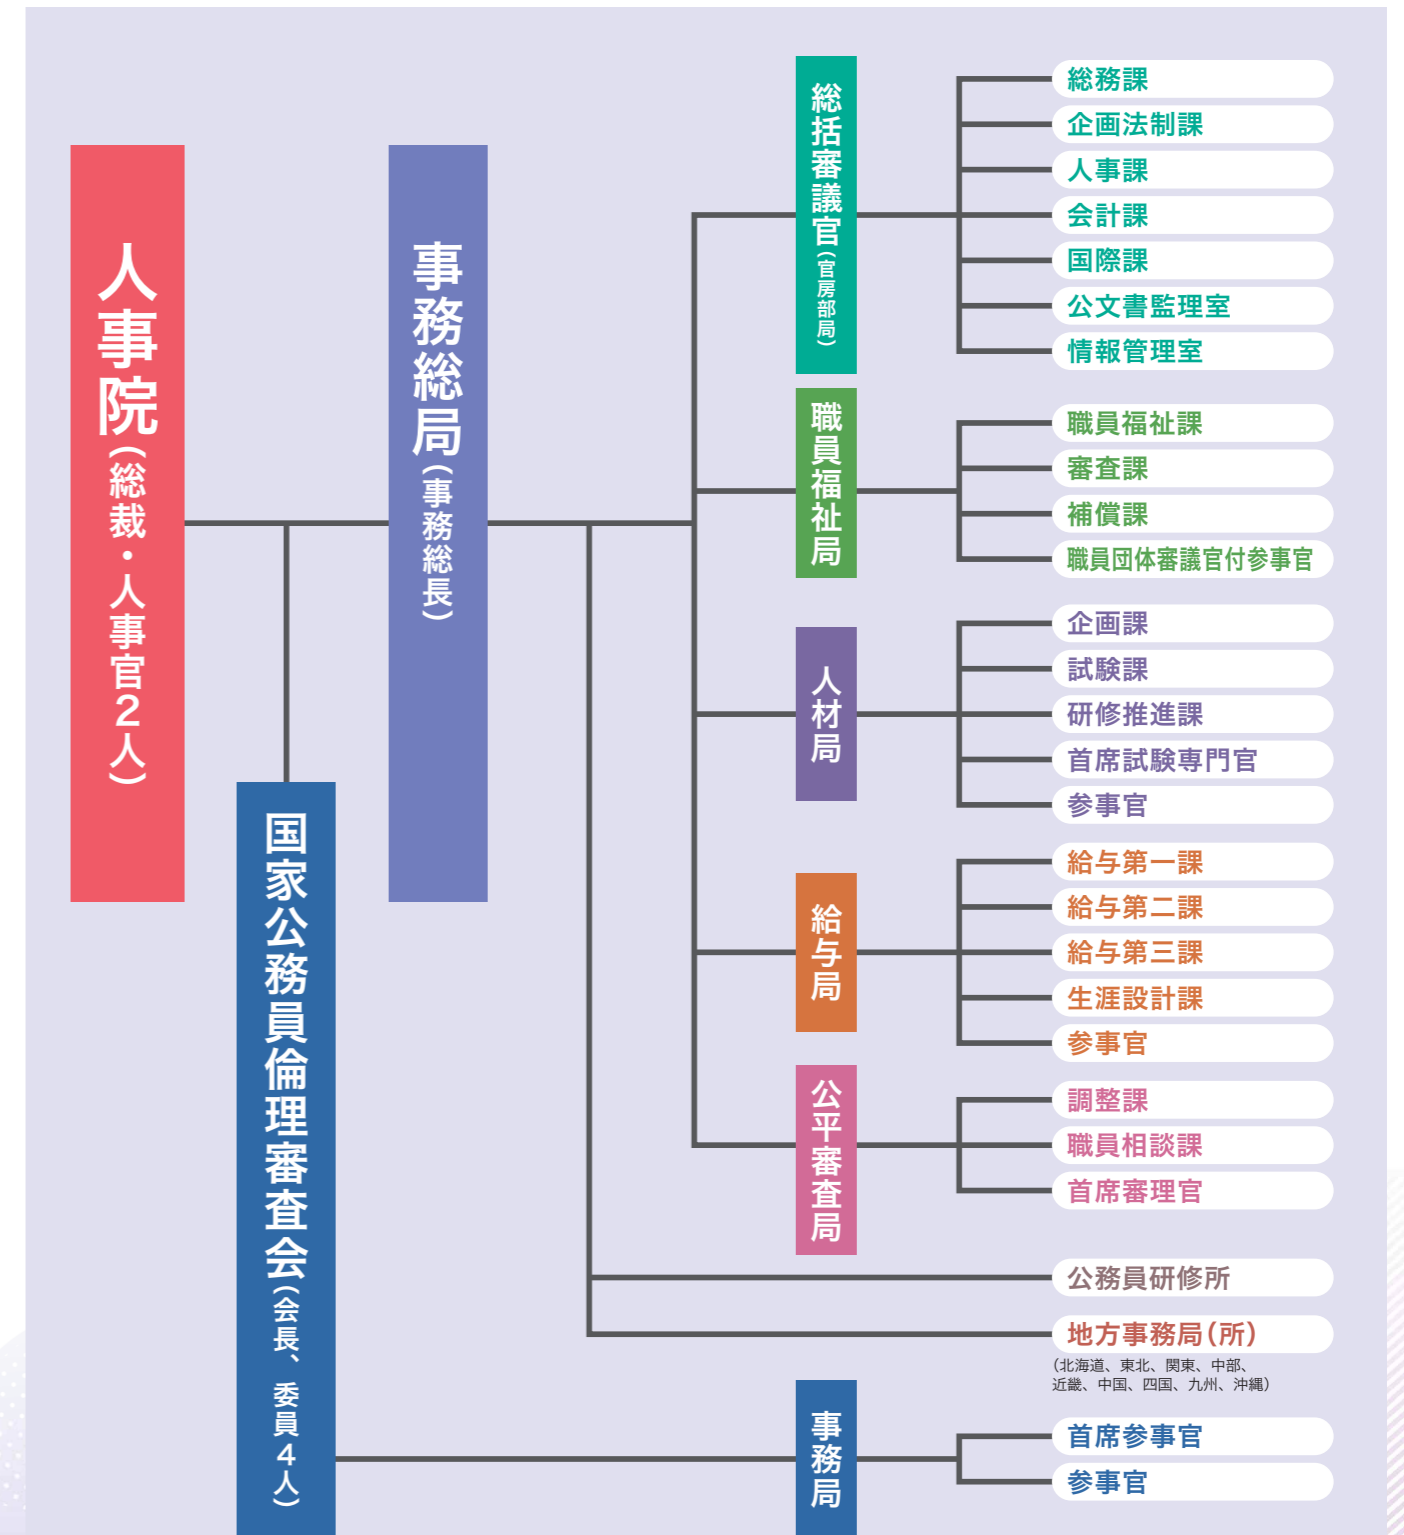 人事院(総裁・人事官2人)
事務総局(事務総長)
国家公務員倫理審査会(会長、委員4人)
総括審議官(官房部局)
総務課
企画法制課
人事課
会計課
国際課
公文書監理室
情報管理室
職員福祉局
職員福祉課
審査課
補償課
職員団体審議官付参事官
人材局
企画課
試験課
研修推進課
首席試験専門官
参事官
給与局
給与第一課
給与第二課
給与第三課
生涯設計課
参事官
公平審査局
調整課
職員相談課
首席審理官
公務員研修所
地方事務局(所)
(北海道、東北、関東、中部、
近畿、中国、四国、九州、沖縄)
事務局
首席参事官
参事官